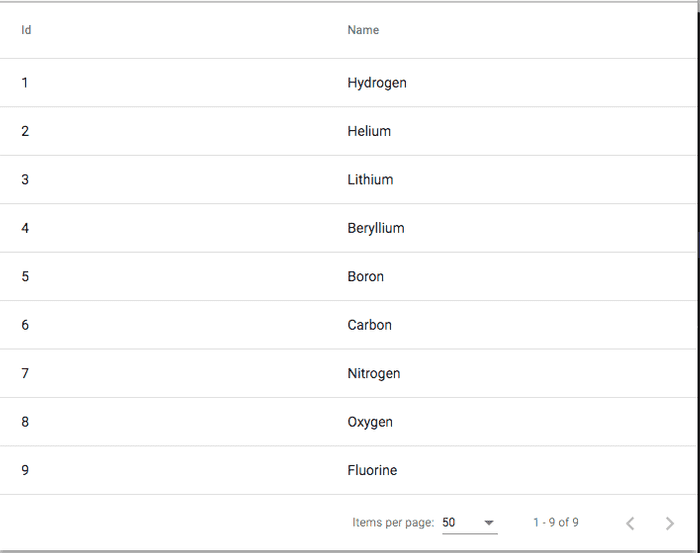 Id Name
1 Hydrogen
2 Helium
3 Lithium
4 Beryllium
5 Boron
6 Carbon
7 Nitrogen
8 Oxygen
9 Fluorine
Items per page: 50 1 - 9 of 9